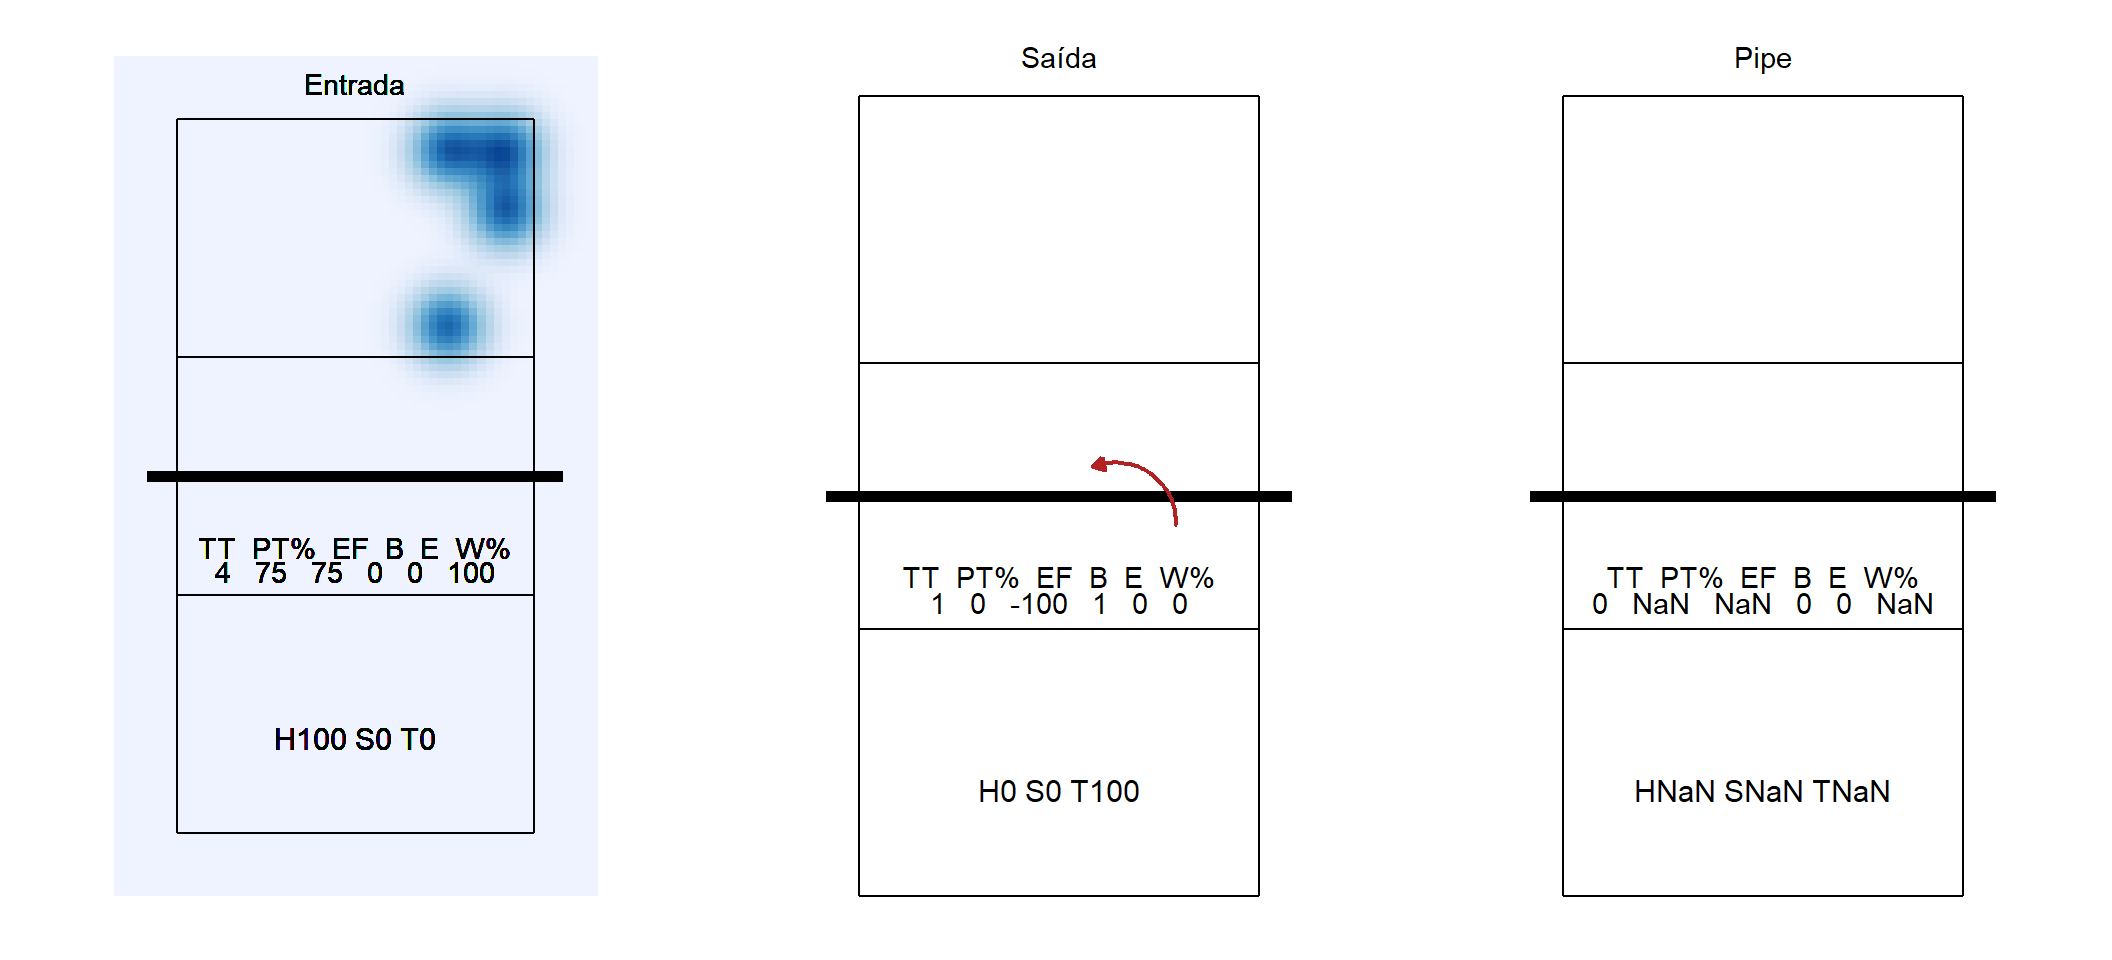 Entrada
TT PT% EF B E W%
4 75 75 0 0 100
H100 S0 T0
Saída
TT PT% EF B E W%
1 0 -100 1 0 0
H0 S0 T100
Pipe
TT PT% EF B E W%
0 NaN NaN 0 0 NaN
HNaN SNaN TNaN